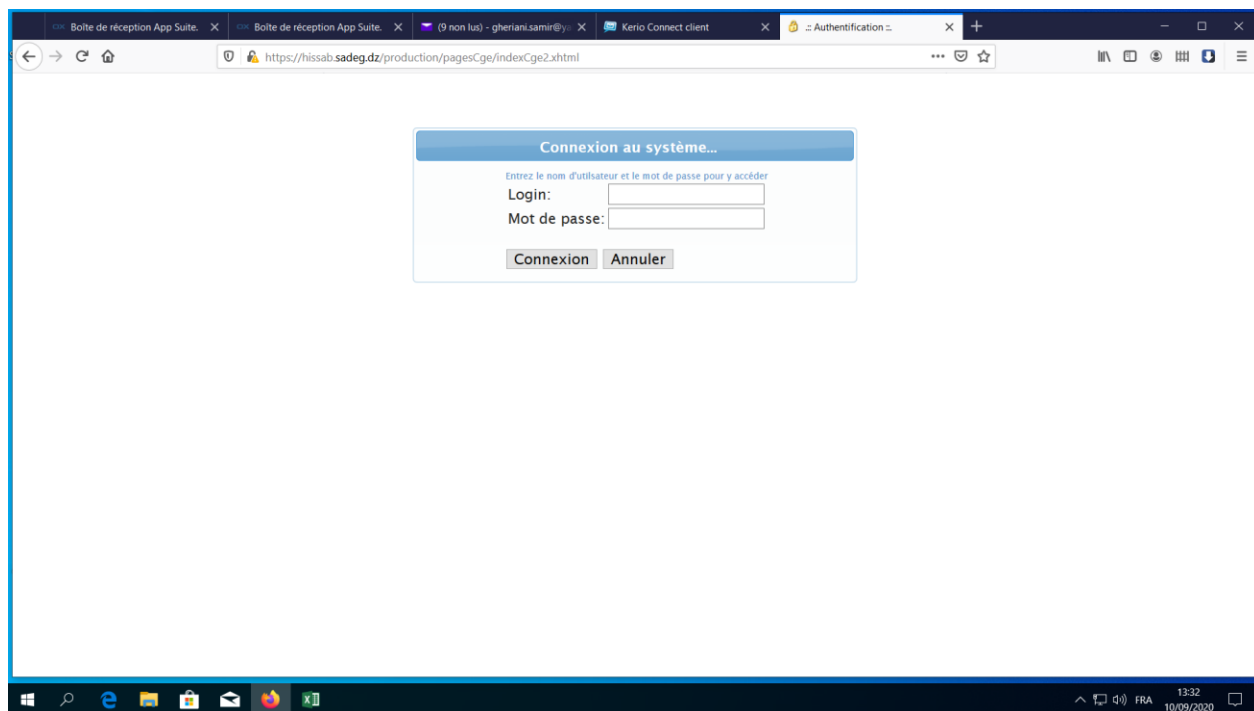 Boîte de réception App Suite.
Boîte de réception App Suite.
(9 non lus) - gheriani.samir@ya
Kerio Connect client
.:: Authentification ::.
https://hissab.sadeg.dz/production/pagesCge/indexCge2.xhtml
Connexion au système...
Entrez le nom d'utilsateur et le mot de passe pour y accéder
Login:
Mot de passe:
Connexion Annuler
FRA
13:32
10/09/2020